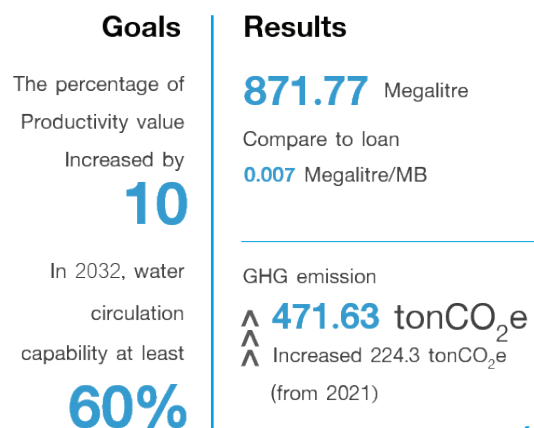 Goals
The percentage of
Productivity value
Increased by
10
In 2032, water
circulation
capability at least
60%
Results
871.77 Megalitre
Compare to loan
0.007 Megalitre/MB
GHG emission
471.63 tonCO₂e
Increased 224.3 tonCO₂e
(from 2021)